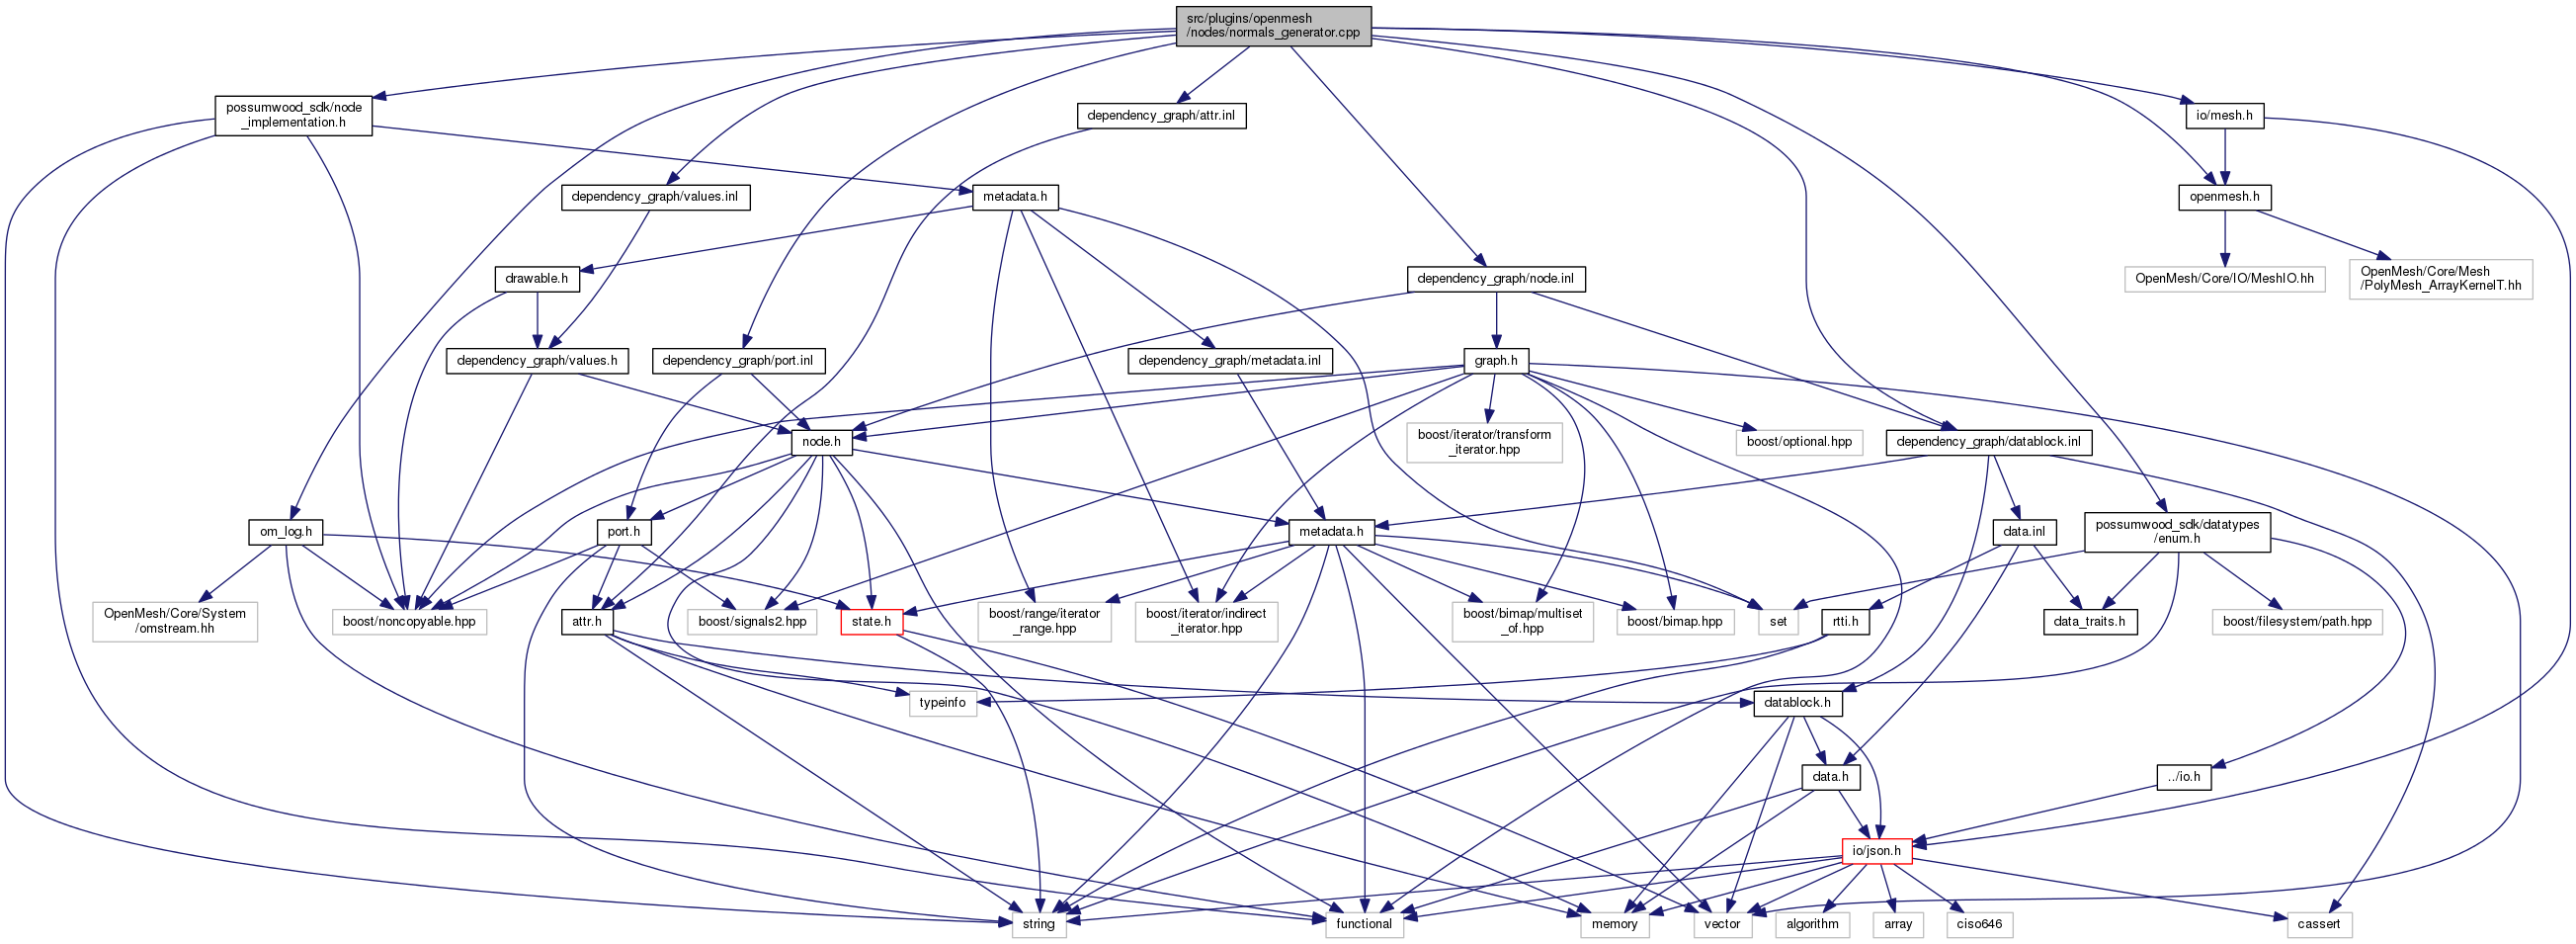 src/plugins/openmesh
/nodes/normals_generator.cpp
possumwood_sdk/node
_implementation.h
dependency_graph/attr.inl
io/mesh.h
dependency_graph/values.inl
metadata.h
openmesh.h
drawable.h
dependency_graph/node.inl
OpenMesh/Core/IO/MeshIO.hh
OpenMesh/Core/Mesh
/PolyMesh_ArrayKernelT.hh
dependency_graph/values.h
dependency_graph/port.inl
dependency_graph/metadata.inl
graph.h
node.h
boost/iterator/transform
_iterator.hpp
boost/optional.hpp
dependency_graph/datablock.inl
om_log.h
port.h
metadata.h
data.inl
possumwood_sdk/datatypes
/enum.h
OpenMesh/Core/System
/omstream.hh
boost/noncopyable.hpp
attr.h
boost/signals2.hpp
state.h
boost/range/iterator
_range.hpp
boost/iterator/indirect
_iterator.hpp
boost/bimap/multiset
_of.hpp
boost/bimap.hpp
set
rtti.h
data_traits.h
boost/filesystem/path.hpp
typeinfo
datablock.h
data.h
../io.h
io/json.h
string
functional
memory
vector
algorithm
array
ciso646
cassert